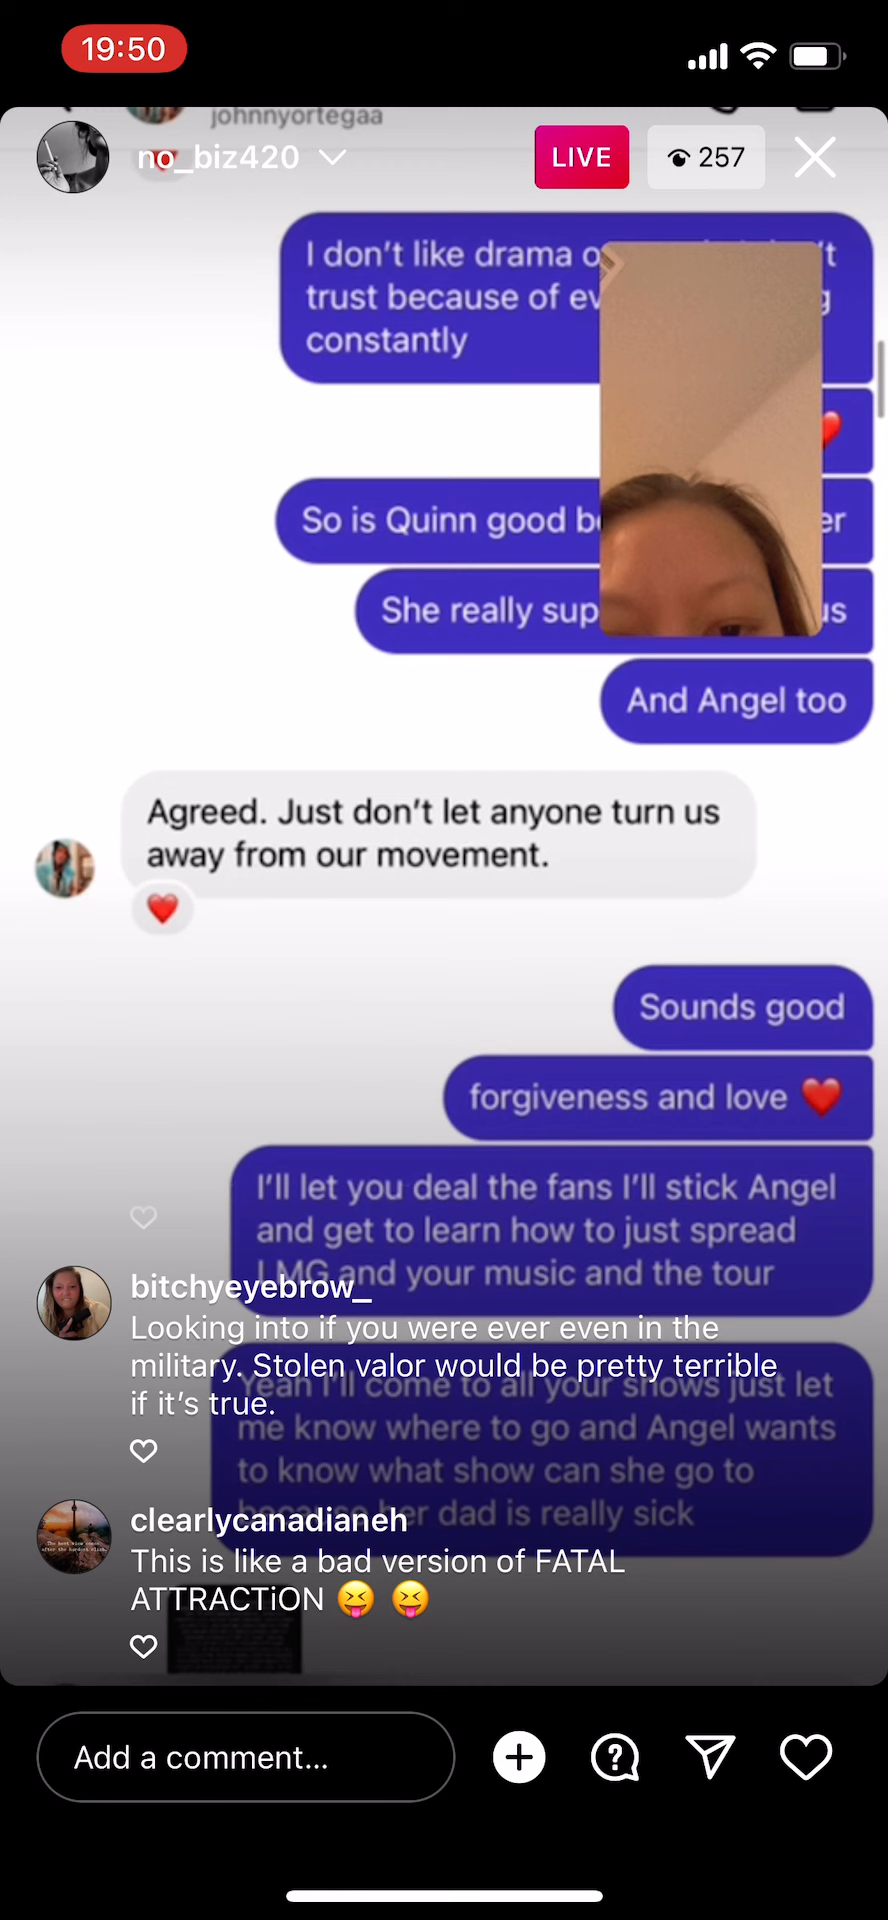 19:50
johnnyortegaa
no_biz420
LIVE
257
I don't like drama
trust because of
constantly
So is Quinn good
She really
us
And Angel too
Agreed. Just don't let anyone turn us
away from our movement.
Sounds good
forgiveness and love ❤️
I'll let you deal the fans I'll stick Angel
and get to learn how to just spread
LMG and your music and the tour
bitchyeyebrow_
Looking into if you were ever even in the
military. Stolen valor would be pretty terrible
if it's true.
Yeah I'll come to all your shows just let
me know where to go and Angel wants
to know what show can she go to
because her dad is really sick
clearlycanadianeh
This is like a bad version of FATAL
ATTRACTiON 😝 😝
Add a comment...